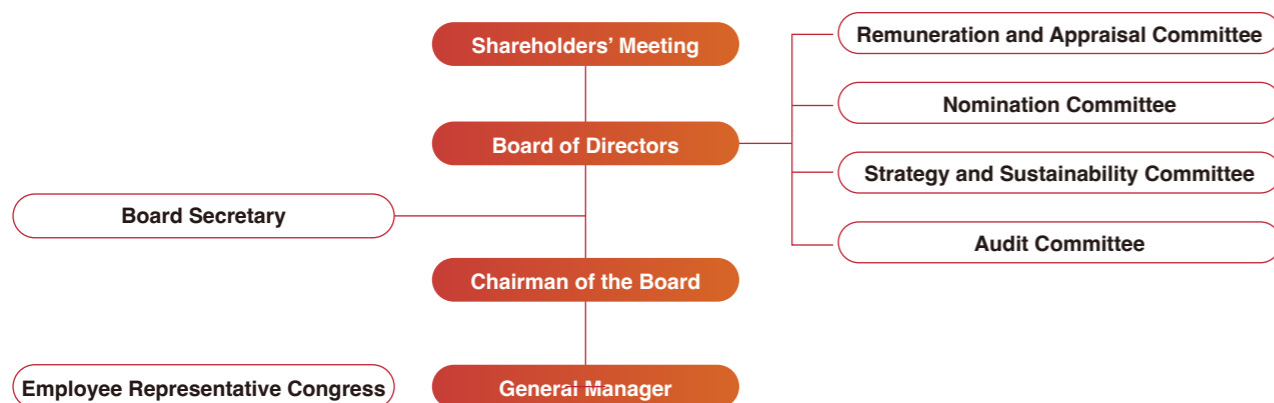 Shareholders’ Meeting
Remuneration and Appraisal Committee
Nomination Committee
Board of Directors
Strategy and Sustainability Committee
Board Secretary
Audit Committee
Chairman of the Board
Employee Representative Congress
General Manager